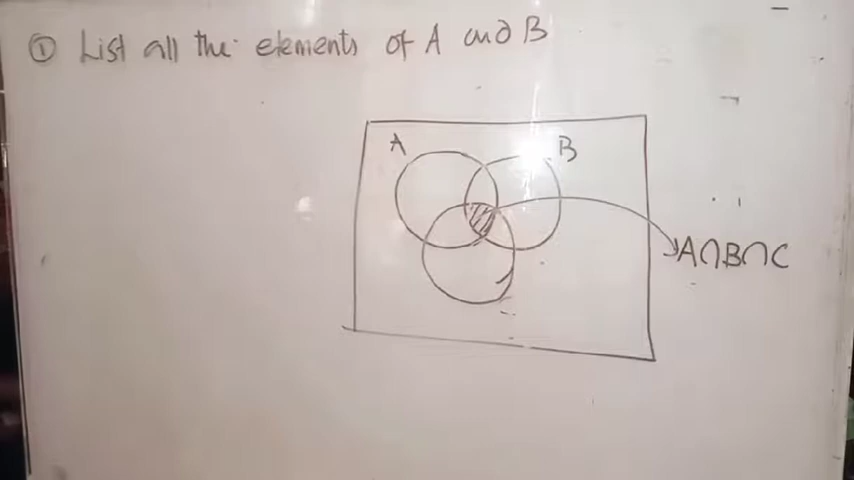 ① List all the elements of A and B
A
B
A∩B∩C